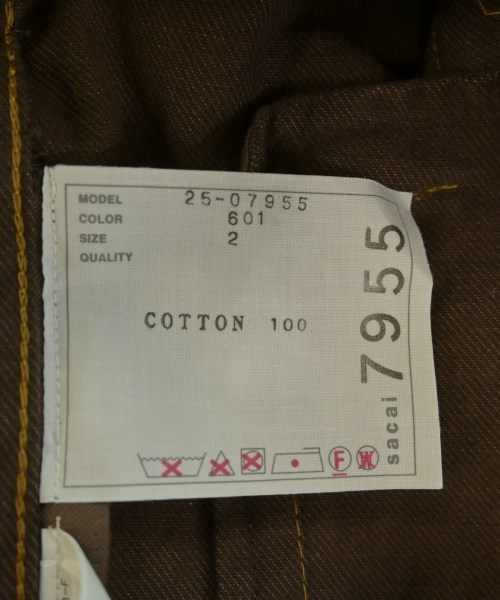 MODEL 25-07955
COLOR 601
SIZE 2
QUALITY
COTTON 100
sacai 7955
F
W